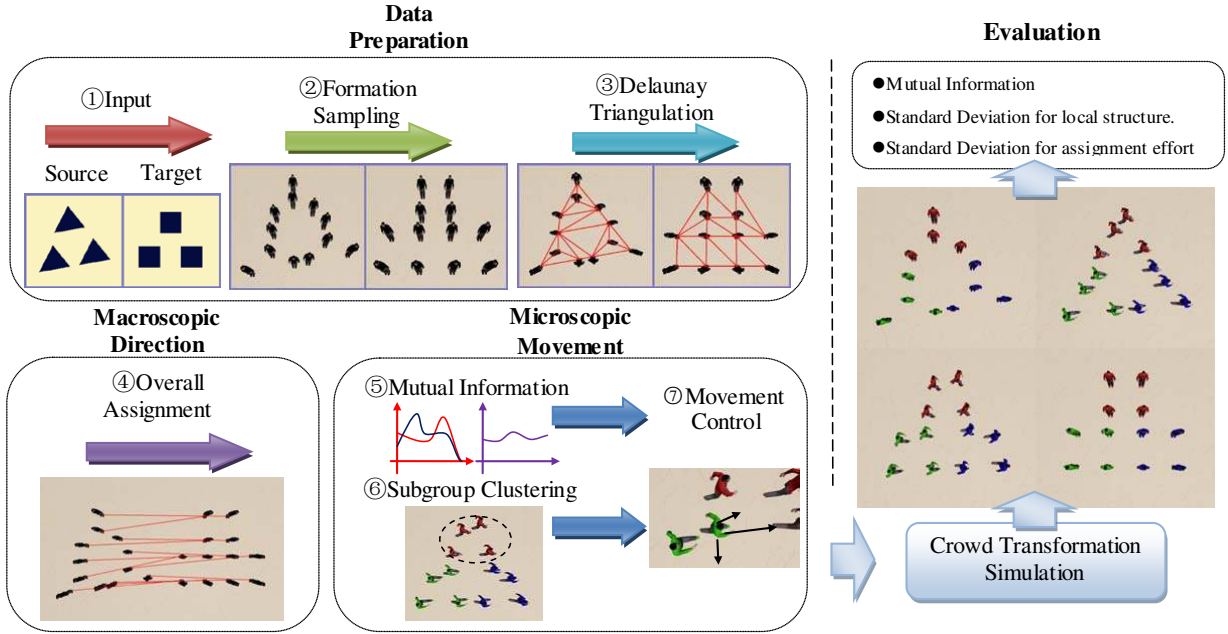 Data
Preparation
①Input
Source
Target
②Formation
Sampling
③Delaunay
Triangulation
Macroscopic
Direction
④Overall
Assignment
Microscopic
Movement
⑤Mutual Information
⑥Subgroup Clustering
⑦Movement
Control
Evaluation
●Mutual Information
●Standard Deviation for local structure.
●Standard Deviation for assignment effort
Crowd Transformation
Simulation